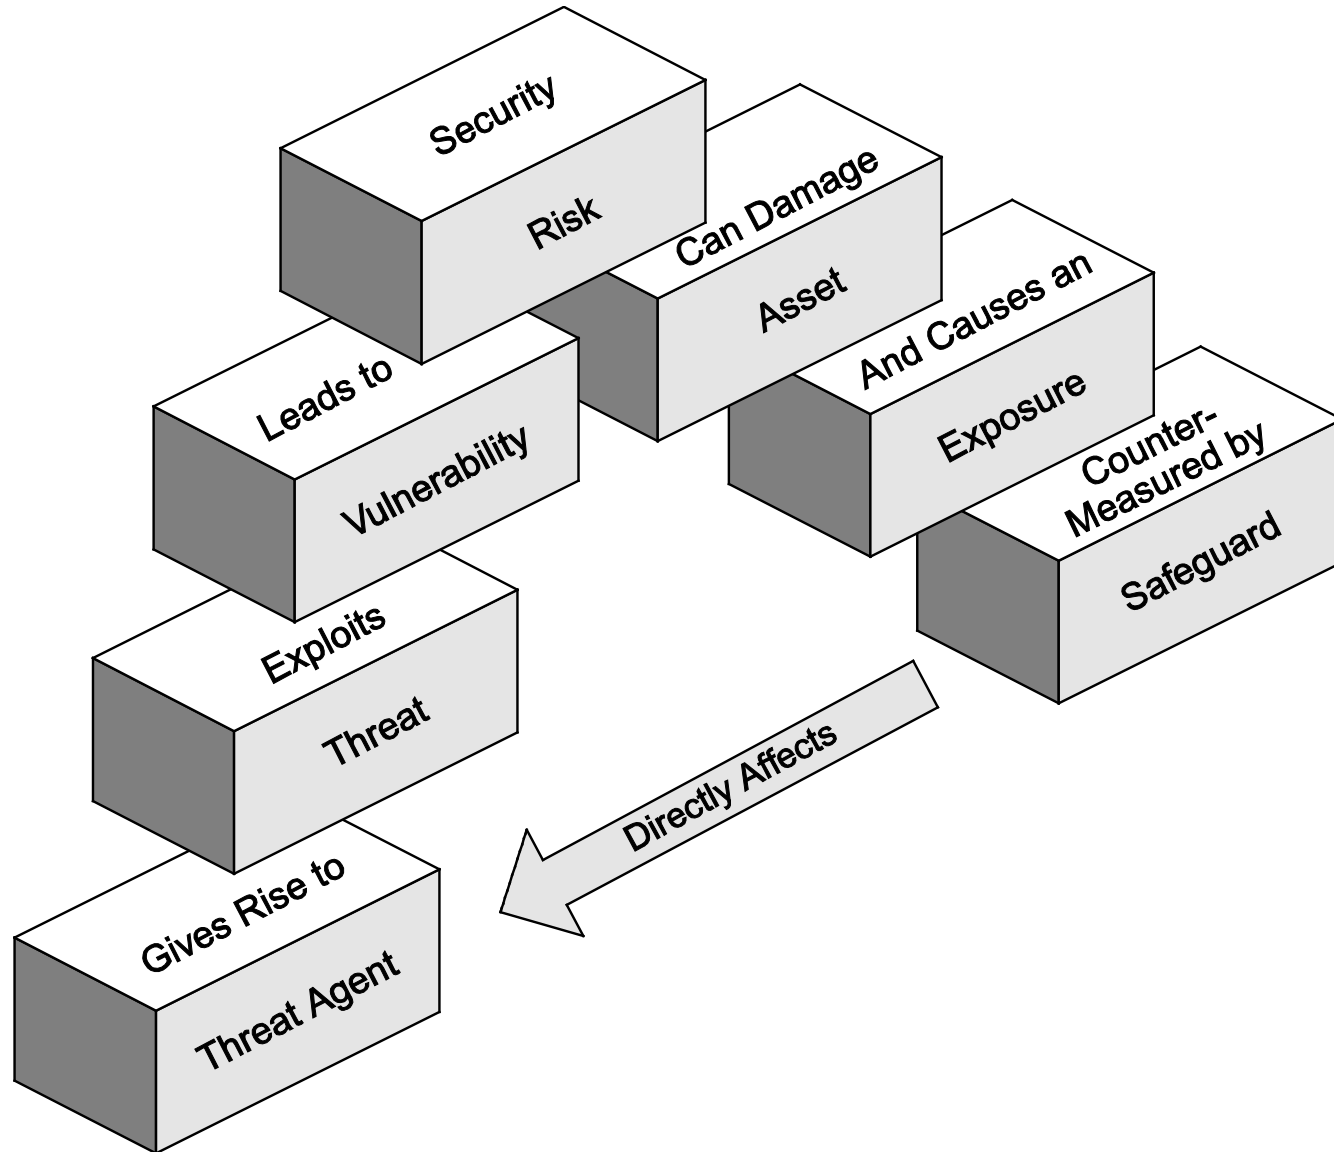 Security
Risk
Can Damage
Asset
And Causes an
Exposure
Counter-
Measured by
Safeguard
Leads to
Vulnerability
Exploits
Threat
Directly Affects
Gives Rise to
Threat Agent